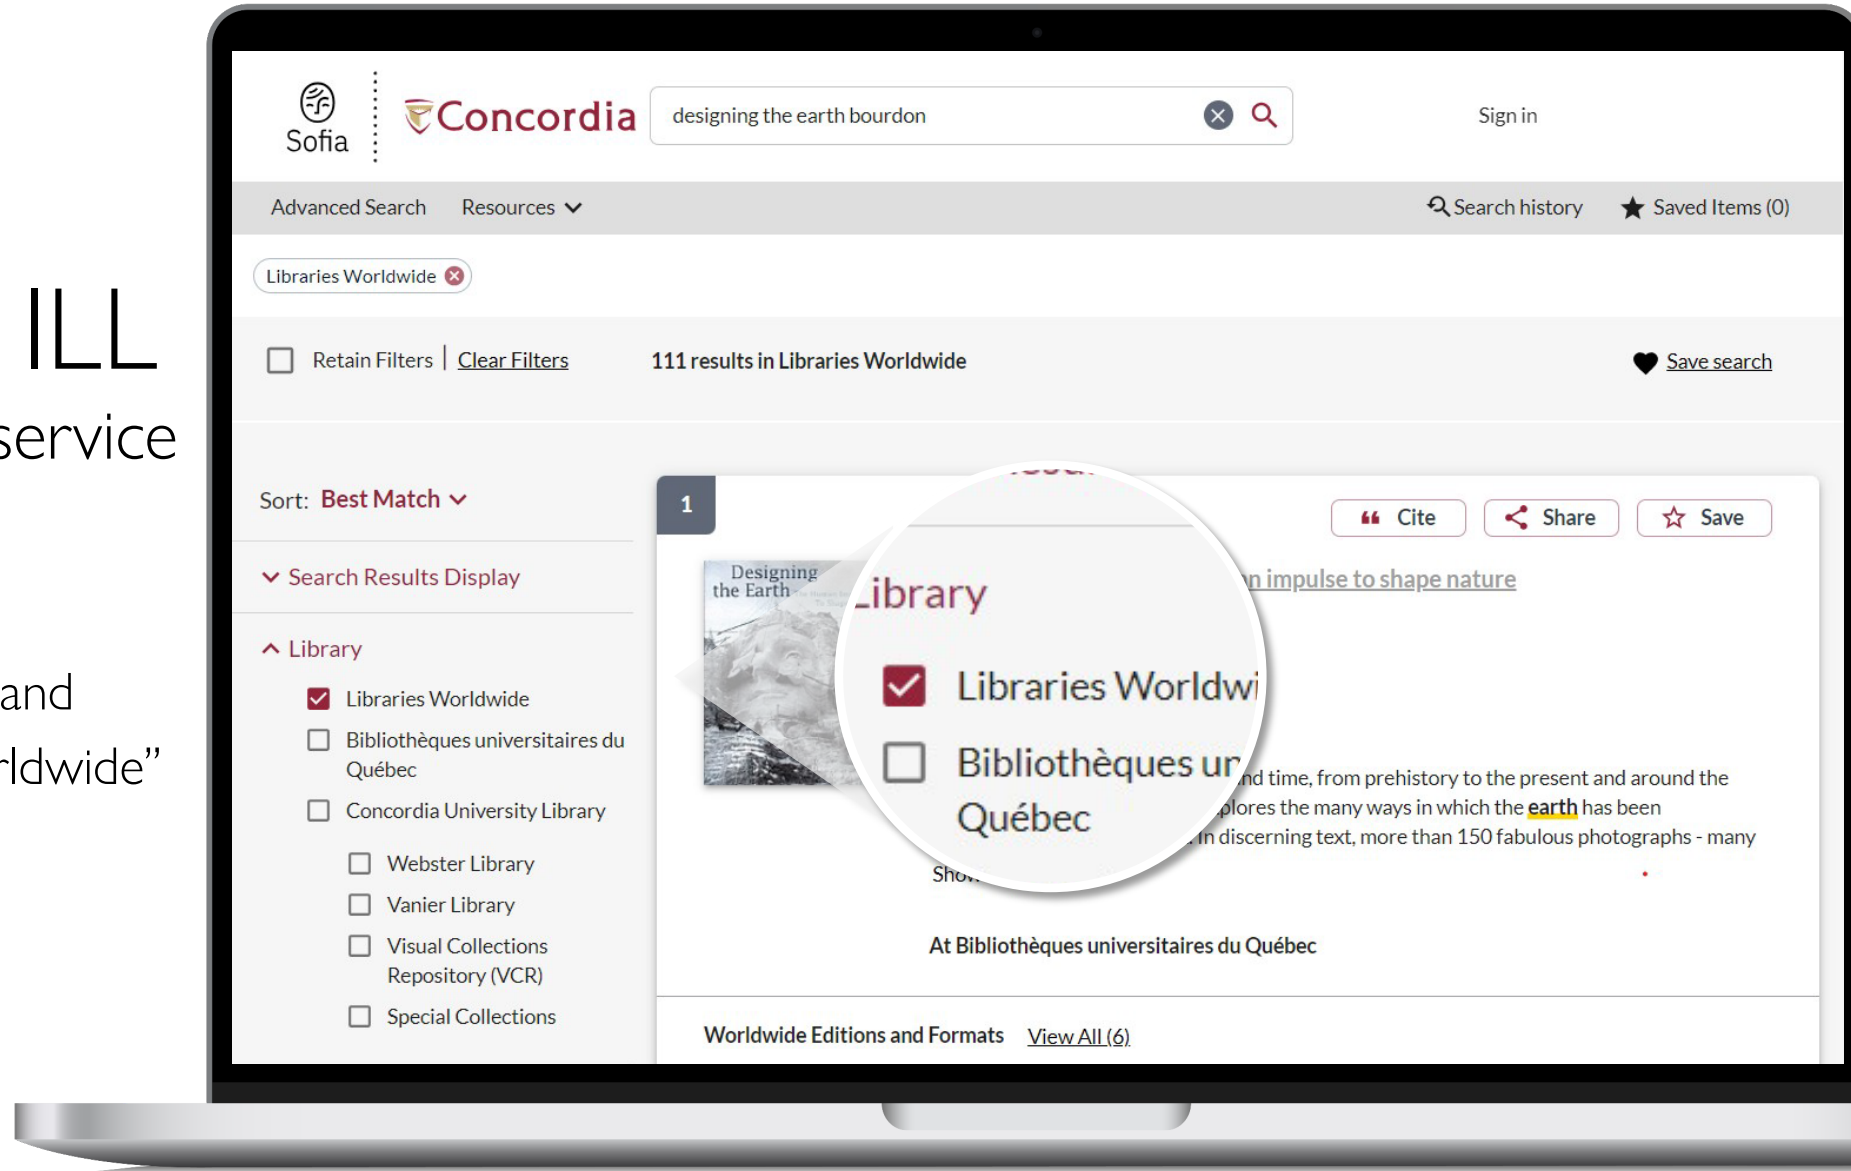 ILL
service
and
rldwide”
Sofia
Concordia
designing the earth bourdon
Sign in
Advanced Search Resources
Search history Saved Items (0)
Libraries Worldwide
Retain Filters | Clear Filters
111 results in Libraries Worldwide
Save search
Sort: Best Match
Search Results Display
Library
Libraries Worldwide
Bibliothèques universitaires du
Québec
Concordia University Library
Webster Library
Vanier Library
Visual Collections
Repository (VCR)
Special Collections
1
Cite Share Save
Designing
the Earth
n impulse to shape nature
Library
Libraries Worldwi
Bibliothèques un
Québec
nd time, from prehistory to the present and around the
plores the many ways in which the earth has been
. In discerning text, more than 150 fabulous photographs - many
Show
At Bibliothèques universitaires du Québec
Worldwide Editions and Formats View All (6)